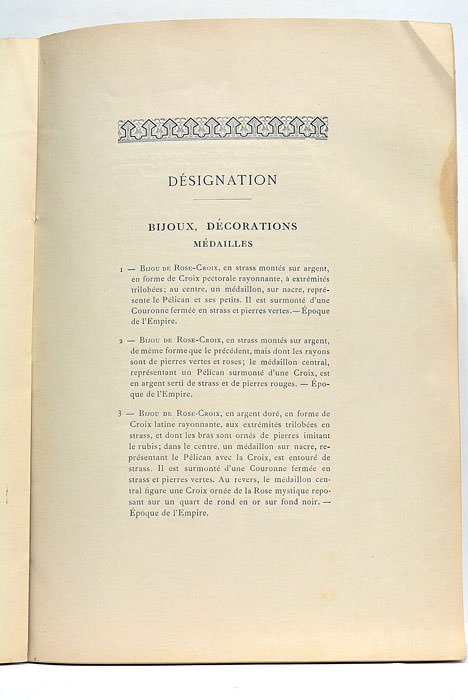 DÉSIGNATION
BIJOUX, DÉCORATIONS
MÉDAILLES
1 — Bijou de Rose-Croix, en strass montés sur argent,
en forme de Croix pectorale rayonnante, à extrémités
trilobées; au centre, un médaillon, sur nacre, repré-
sente le Pélican et ses petits. Il est surmonté d'une
Couronne fermée en strass et pierres vertes. — Époque
de l'Empire.
2 — Bijou de Rose-Croix, en strass montés sur argent,
de même forme que le précédent, mais dont les rayons
sont de pierres vertes et roses; le médaillon central,
représentant un Pélican surmonté d'une Croix, est
en argent serti de strass et de pierres rouges. — Épo-
que de l'Empire.
3 — Bijou de Rose-Croix, en argent doré, en forme de
Croix latine rayonnante, aux extrémités trilobées en
strass, et dont les bras sont ornés de pierres imitant
le rubis; dans le centre, un médaillon sur nacre, re-
présentant le Pélican avec la Croix, est entouré de
strass. Il est surmonté d'une Couronne fermée en
strass et pierres vertes. Au revers, le médaillon cen-
tral figure une Croix ornée de la Rose mystique repo-
sant sur un quart de rond en or sur fond noir. —
Époque de l'Empire.